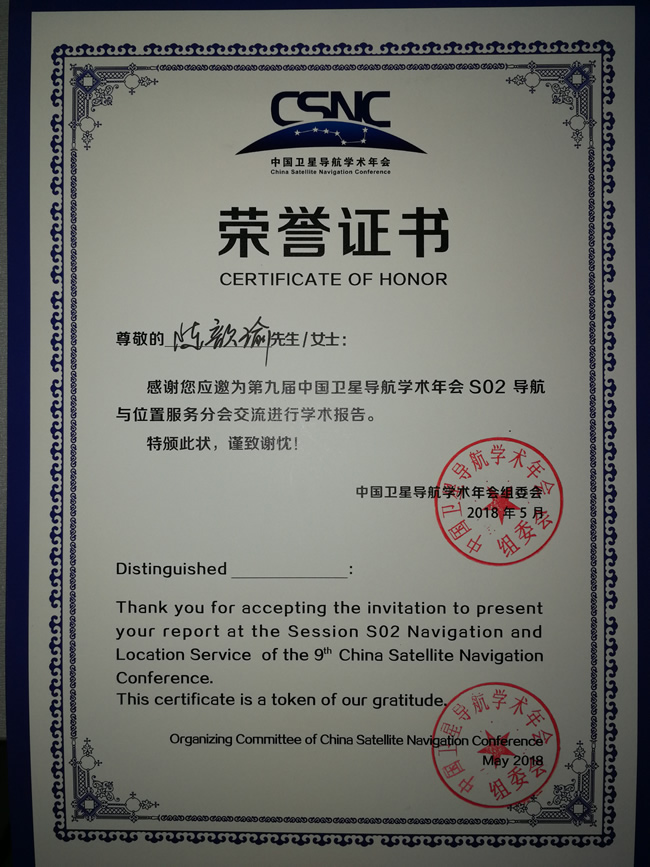 CSNC
中国卫星导航学术年会
China Satellite Navigation Conference
荣誉证书
CERTIFICATE OF HONOR
尊敬的 陈歆谕 先生/女士：
感谢您应邀为第九届中国卫星导航学术年会 S02 导航
与位置服务分会交流进行学术报告。
特颁此状，谨致谢忱！
中国卫星导航学术年会组委会
2018 年 5 月
中国卫星导航学术年会
组委会
Distinguished ____________:
Thank you for accepting the invitation to present
your report at the Session S02 Navigation and
Location Service of the 9th China Satellite Navigation
Conference.
This certificate is a token of our gratitude.
Organizing Committee of China Satellite Navigation Conference
May 2018
中国卫星导航学术年会
组委会